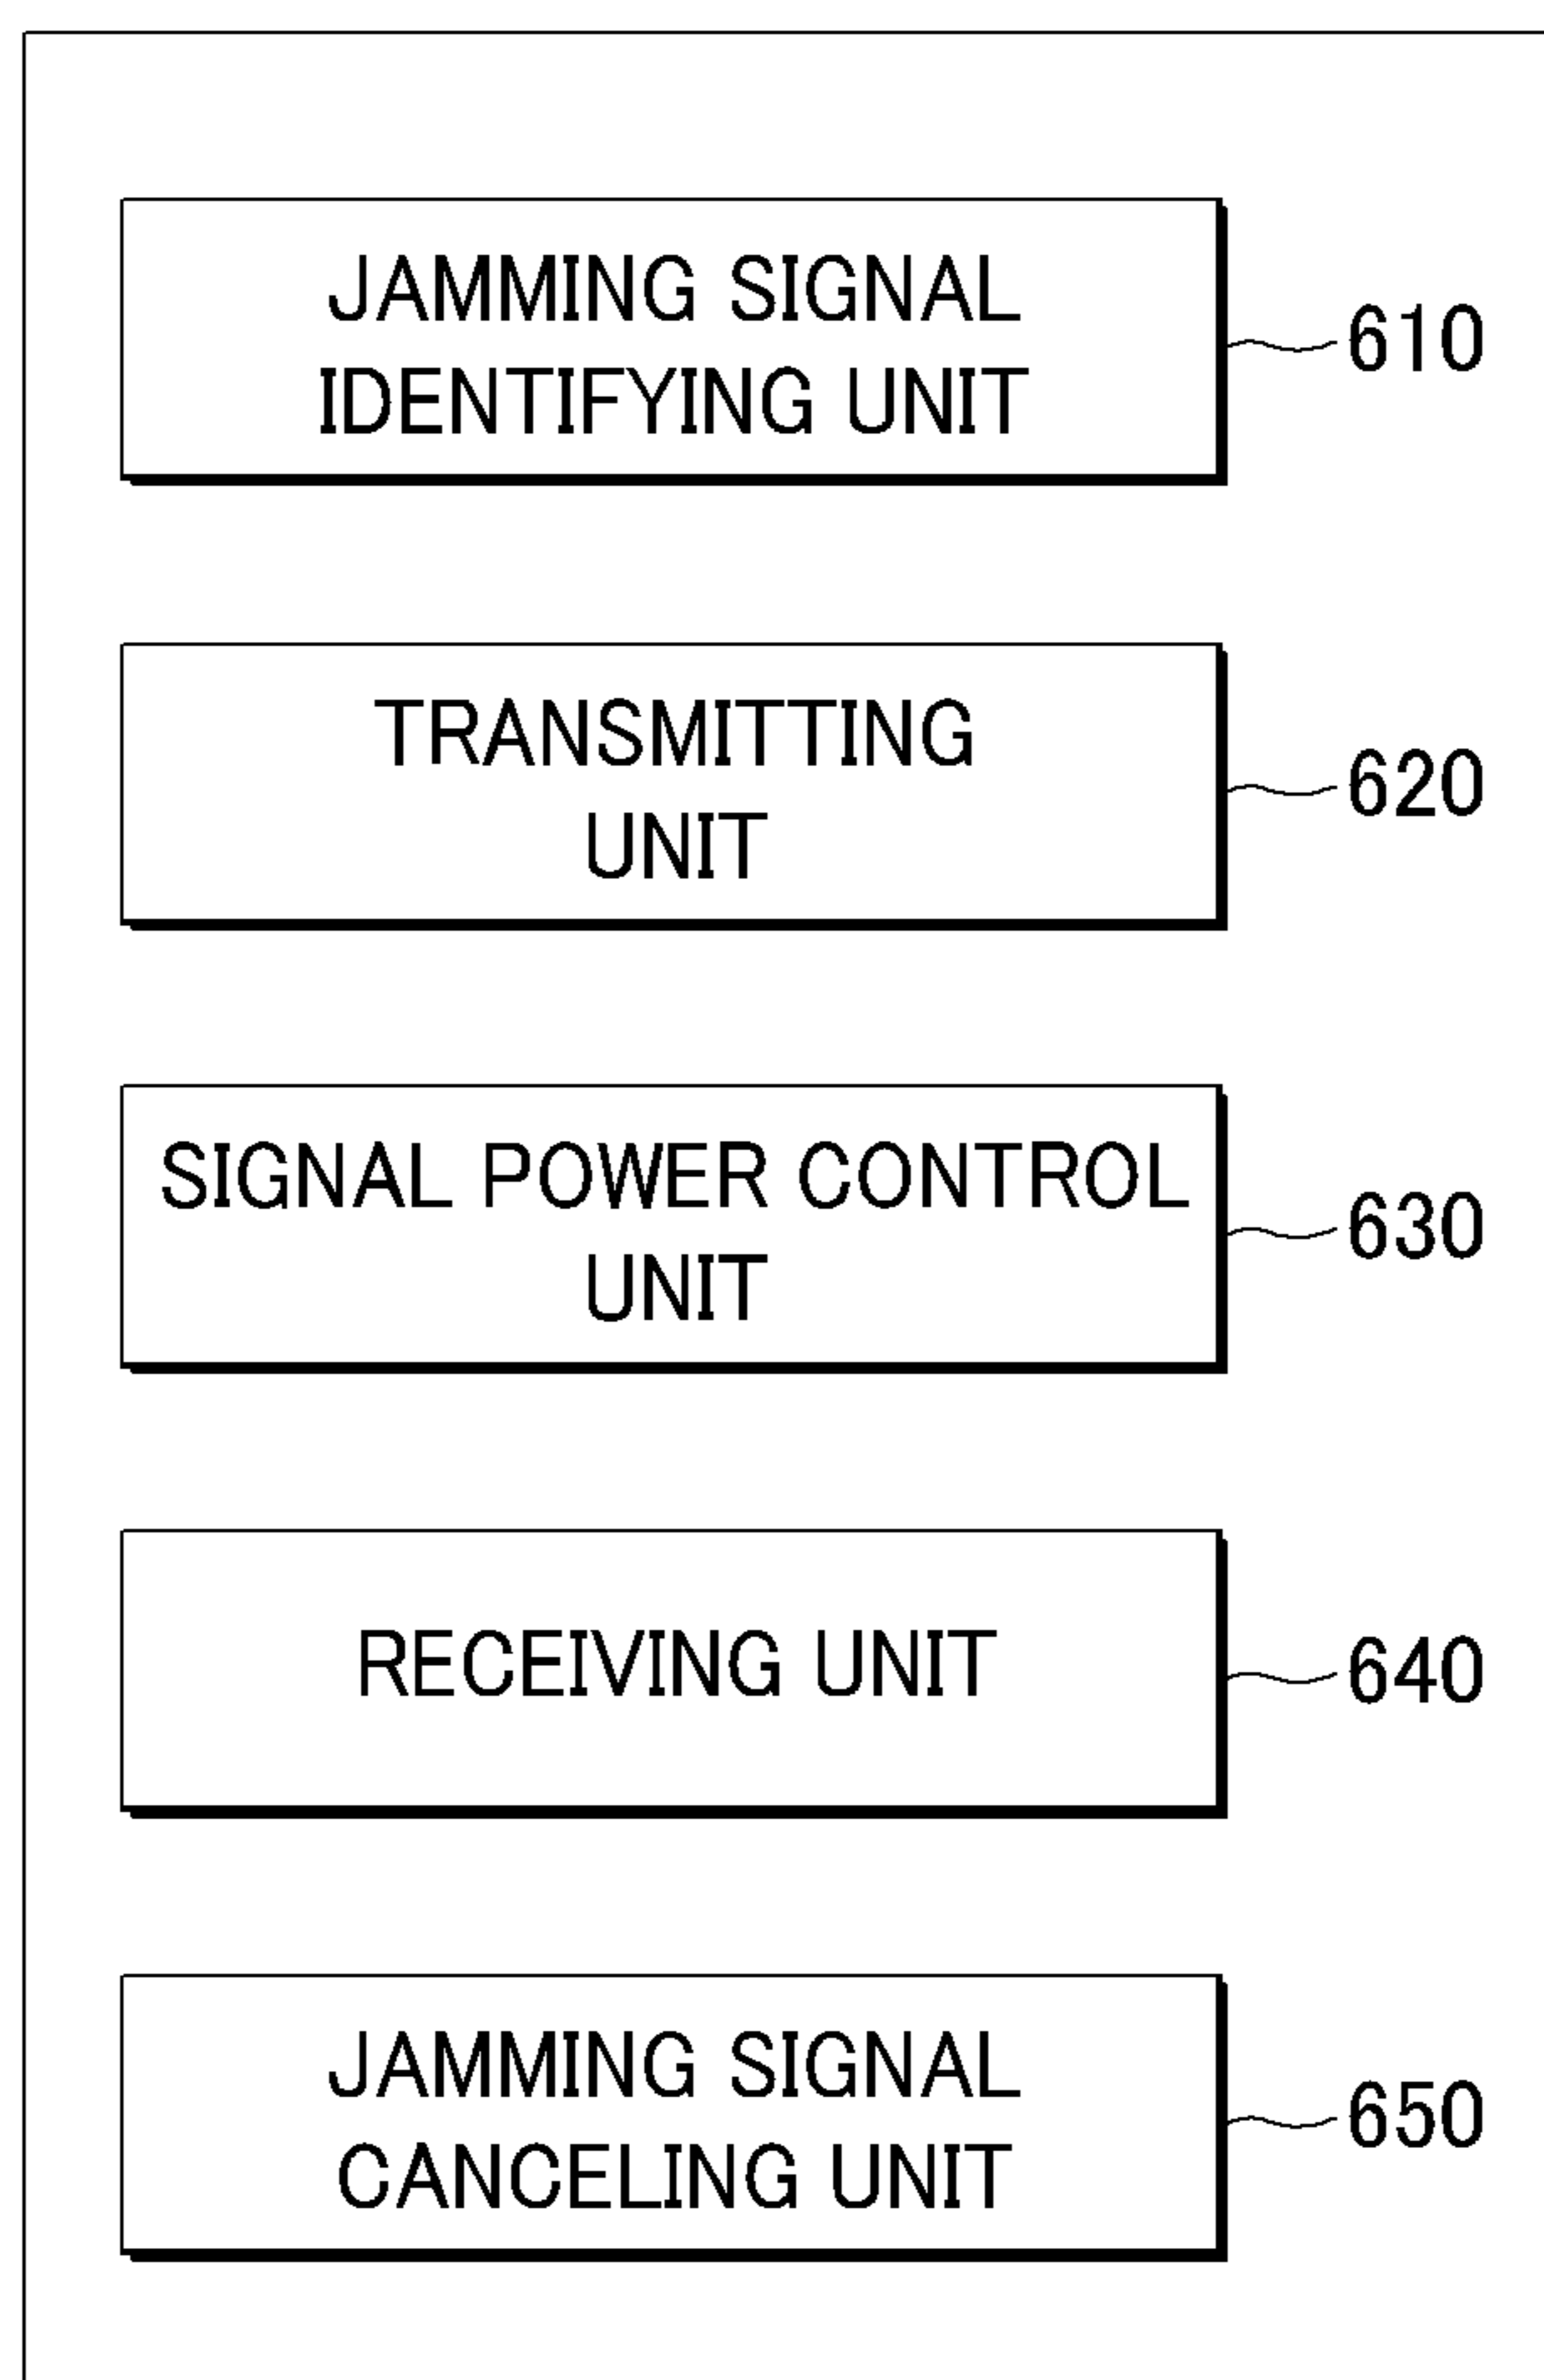 JAMMING SIGNAL
IDENTIFYING UNIT
610
TRANSMITTING
UNIT
620
SIGNAL POWER CONTROL
UNIT
630
RECEIVING UNIT
640
JAMMING SIGNAL
CANCELING UNIT
650